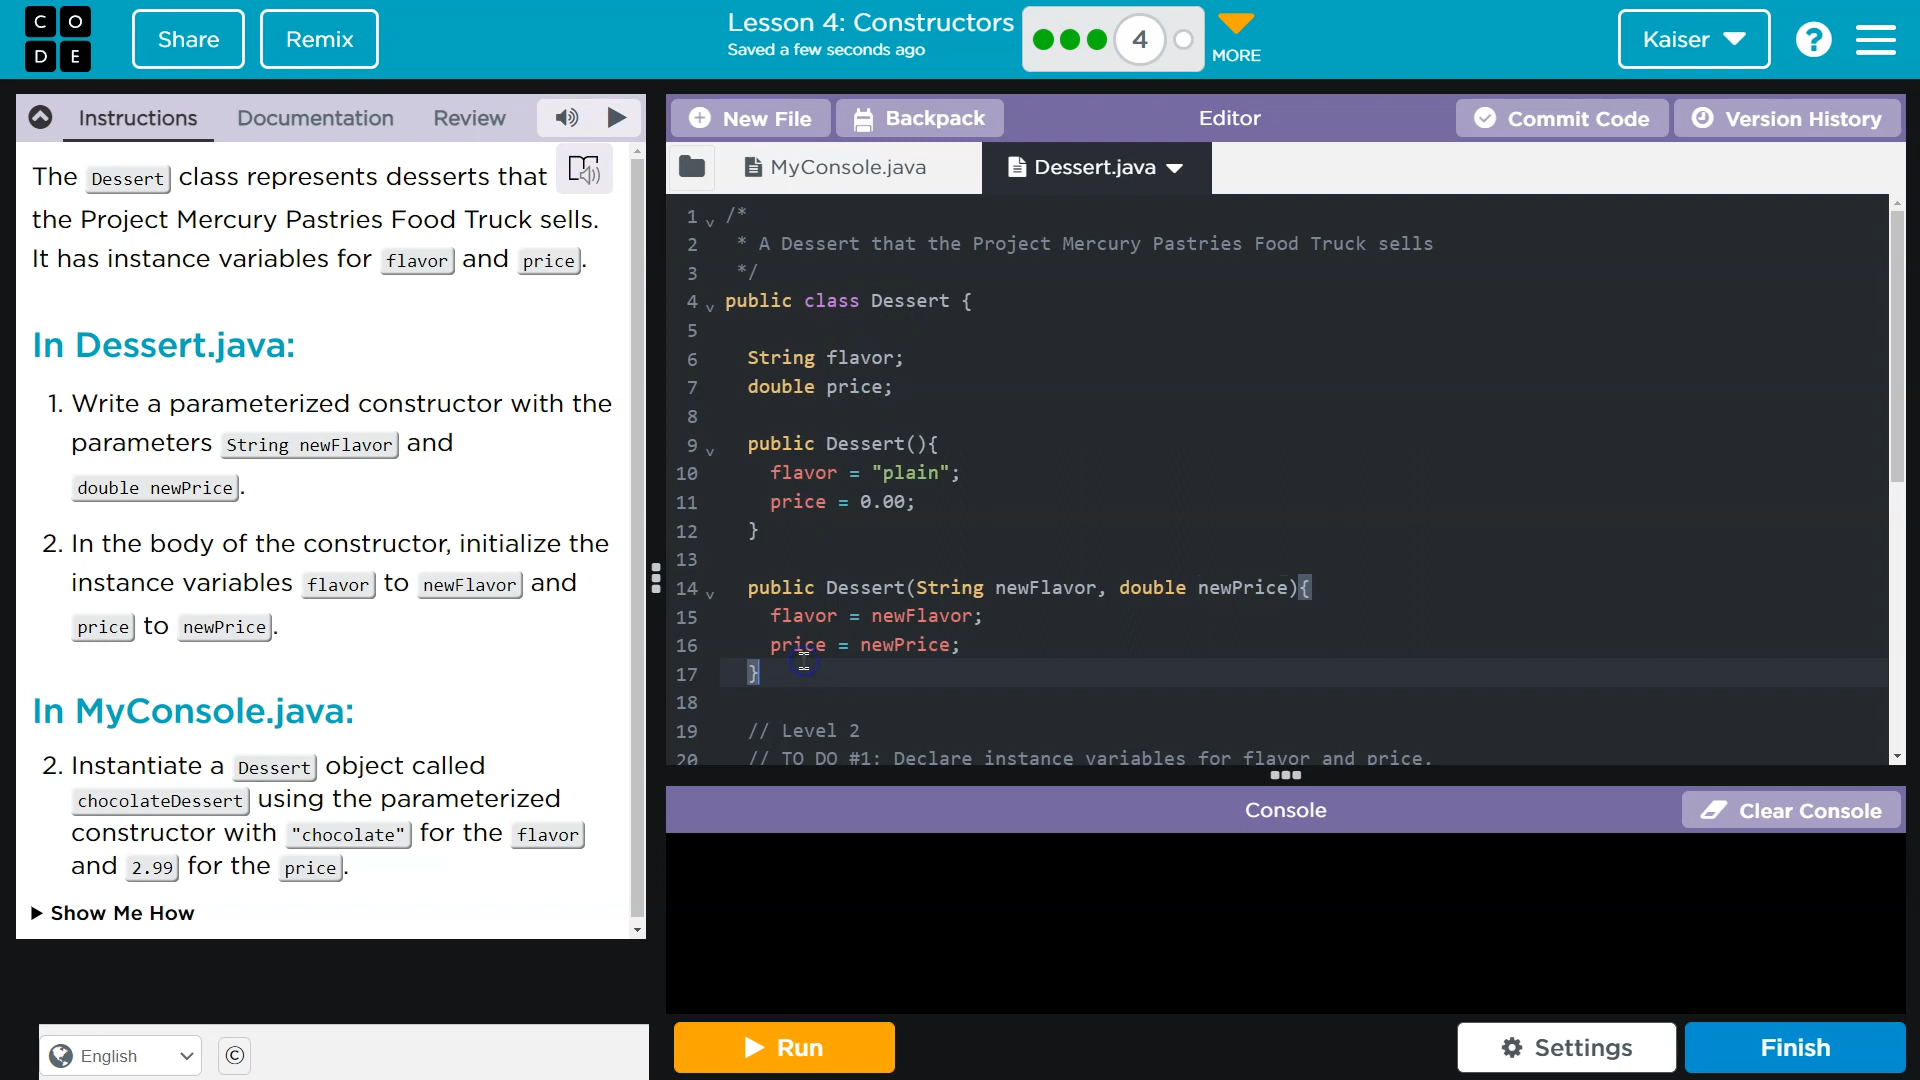 C O D E
Share
Remix
Lesson 4: Constructors
Saved a few seconds ago
4
MORE
Kaiser
?
Instructions
Documentation
Review
The Dessert class represents desserts that
the Project Mercury Pastries Food Truck sells.
It has instance variables for flavor and price.
In Dessert.java:
1. Write a parameterized constructor with the
parameters String newFlavor and
double newPrice.
2. In the body of the constructor, initialize the
instance variables flavor to newFlavor and
price to newPrice.
In MyConsole.java:
2. Instantiate a Dessert object called
chocolateDessert using the parameterized
constructor with "chocolate" for the flavor
and 2.99 for the price.
Show Me How
English
©
New File
Backpack
Editor
Commit Code
Version History
MyConsole.java
Dessert.java
1 /*
2 * A Dessert that the Project Mercury Pastries Food Truck sells
3 */
4 public class Dessert {
5
6 String flavor;
7 double price;
8
9 public Dessert(){
10 flavor = "plain";
11 price = 0.00;
12 }
13
14 public Dessert(String newFlavor, double newPrice){
15 flavor = newFlavor;
16 price = newPrice;
17 }
18
19 // Level 2
20 // TO DO #1: Declare instance variables for flavor and price.
Console
Clear Console
Run
Settings
Finish